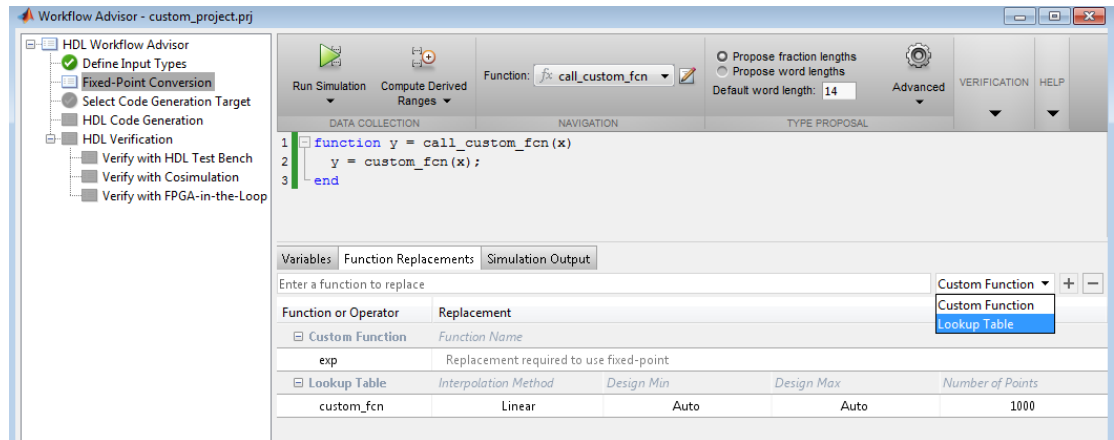 Workflow Advisor - custom_project.prj
HDL Workflow Advisor
Define Input Types
Fixed-Point Conversion
Select Code Generation Target
HDL Code Generation
HDL Verification
Verify with HDL Test Bench
Verify with Cosimulation
Verify with FPGA-in-the-Loop
Run Simulation
Compute Derived
Ranges
DATA COLLECTION
Function: fx call_custom_fcn
NAVIGATION
Propose fraction lengths
Propose word lengths
Default word length: 14
TYPE PROPOSAL
Advanced
VERIFICATION
HELP
1 function y = call_custom_fcn(x)
2 y = custom_fcn(x);
3 end
Variables Function Replacements Simulation Output
Enter a function to replace
Custom Function
+ −
Custom Function
Lookup Table
Function or Operator Replacement
Custom Function Function Name
exp Replacement required to use fixed-point
Lookup Table Interpolation Method Design Min Design Max Number of Points
custom_fcn Linear Auto Auto 1000